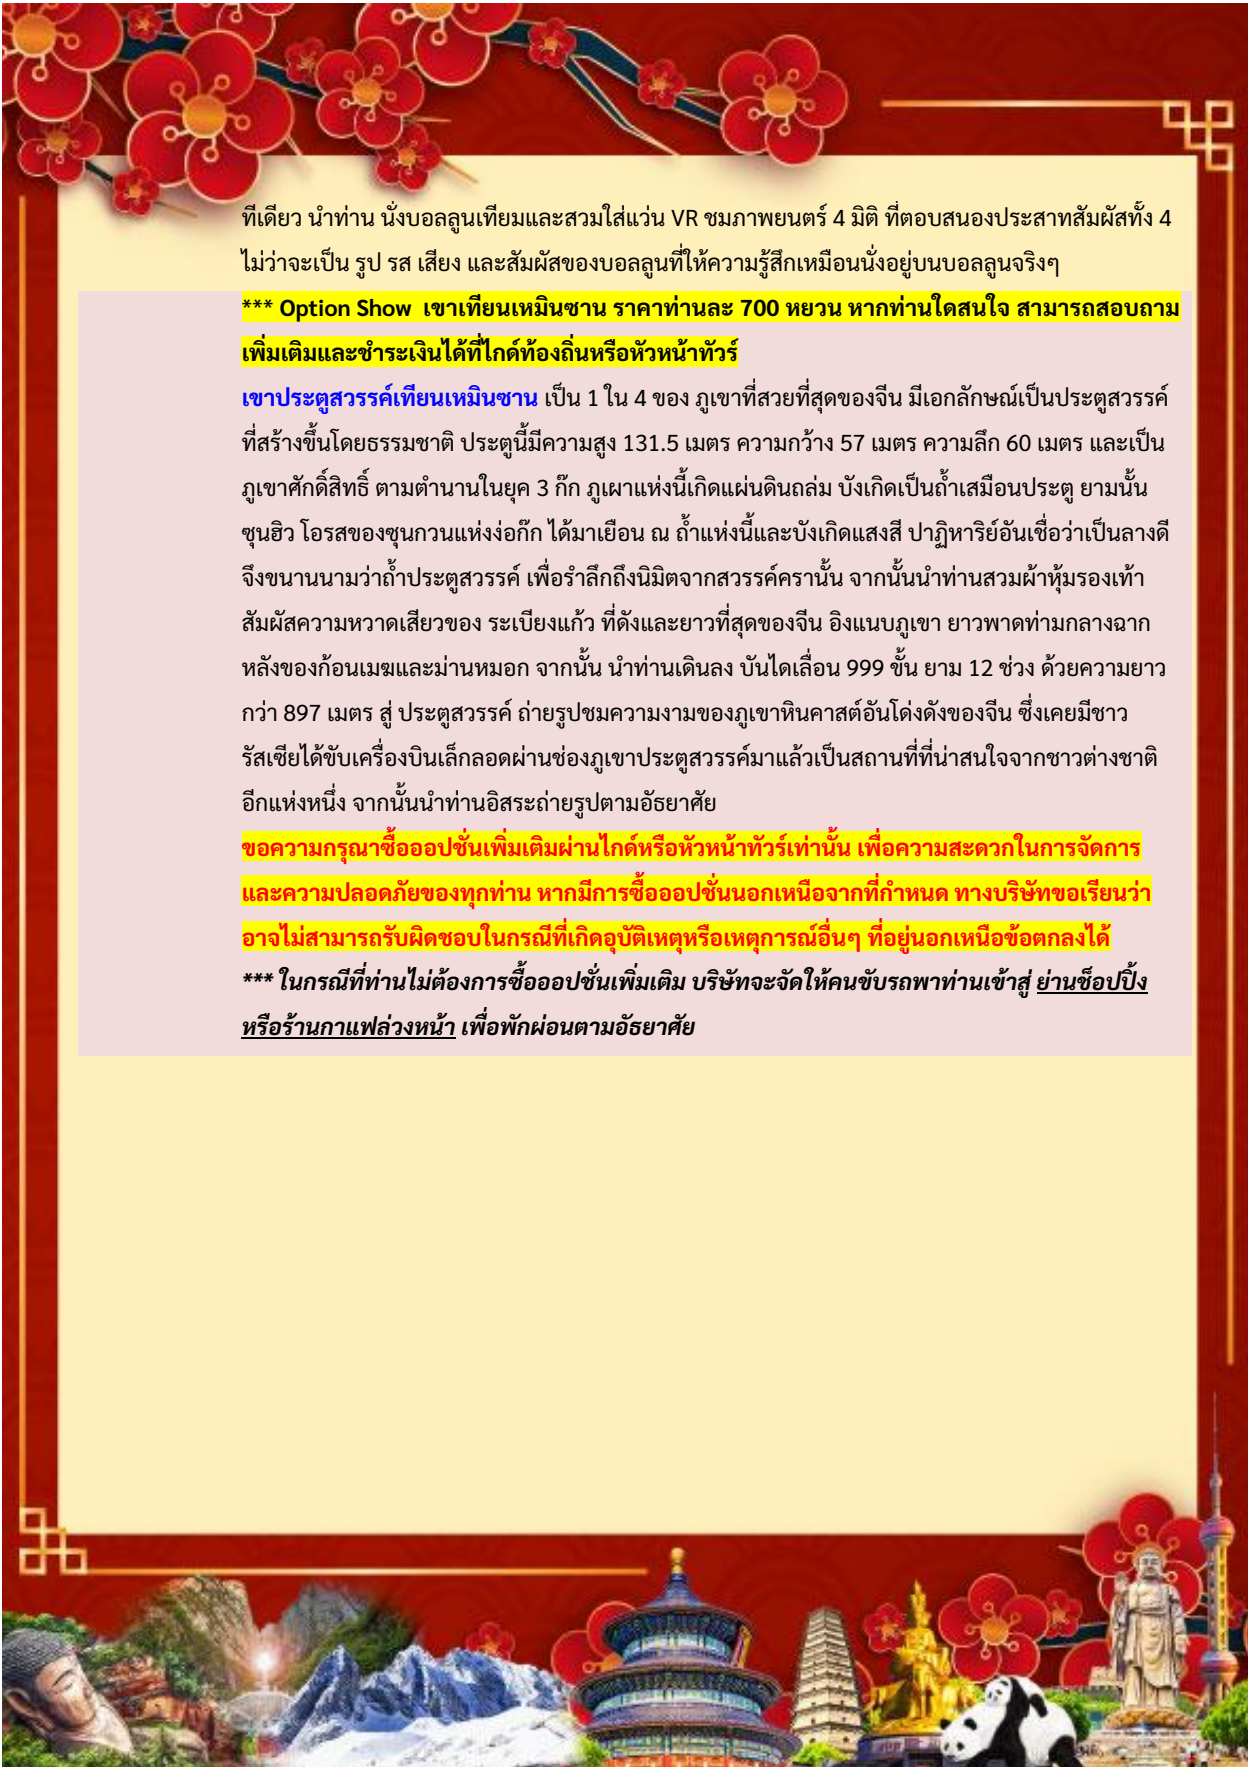 ทีเดียว นำท่าน นั่งบอลลูนเทียมและสวมใส่แว่น VR ชมภาพยนตร์ 4 มิติ ที่ตอบสนองประสาทสัมผัสทั้ง 4
ไม่ว่าจะเป็น รูป รส เสียง และสัมผัสของบอลลูนที่ให้ความรู้สึกเหมือนนั่งอยู่บนบอลลูนจริงๆ
*** Option Show เขาเทียนเหมินซาน ราคาท่านละ 700 หยวน หากท่านใดสนใจ สามารถสอบถาม
เพิ่มเติมและชำระเงินได้ที่ไกด์ท้องถิ่นหรือหัวหน้าทัวร์
เขาประตูสวรรค์เทียนเหมินซาน เป็น 1 ใน 4 ของ ภูเขาที่สวยที่สุดของจีน มีเอกลักษณ์เป็นประตูสวรรค์
ที่สร้างขึ้นโดยธรรมชาติ ประตูนี้มีความสูง 131.5 เมตร ความกว้าง 57 เมตร ความลึก 60 เมตร และเป็น
ภูเขาศักดิ์สิทธิ์ ตามตำนานในยุค 3 ก๊ก ภูเผาแห่งนี้เกิดแผ่นดินถล่ม บังเกิดเป็นถ้ำเสมือนประตู ยามนั้น
ซุนฮิว โอรสของซุนกวนแห่งง่อก๊ก ได้มาเยือน ณ ถ้ำแห่งนี้และบังเกิดแสงสี ปาฏิหาริย์อันเชื่อว่าเป็นลางดี
จึงขนานนามว่าถ้ำประตูสวรรค์ เพื่อรำลึกถึงนิมิตจากสวรรค์ครานั้น จากนั้นนำท่านสวมผ้าหุ้มรองเท้า
สัมผัสความหวาดเสียวของ ระเบียงแก้ว ที่ดังและยาวที่สุดของจีน อิงแนบภูเขา ยาวพาดท่ามกลางฉาก
หลังของก้อนเมฆและม่านหมอก จากนั้น นำท่านเดินลง บันไดเลื่อน 999 ขั้น ยาม 12 ช่วง ด้วยความยาว
กว่า 897 เมตร สู่ ประตูสวรรค์ ถ่ายรูปชมความงามของภูเขาหินคาสต์อันโด่งดังของจีน ซึ่งเคยมีชาว
รัสเซียได้ขับเครื่องบินเล็กลอดผ่านช่องภูเขาประตูสวรรค์มาแล้วเป็นสถานที่ที่น่าสนใจจากชาวต่างชาติ
อีกแห่งหนึ่ง จากนั้นนำท่านอิสระถ่ายรูปตามอัธยาศัย
ขอความกรุณาซื้อออปชั่นเพิ่มเติมผ่านไกด์หรือหัวหน้าทัวร์เท่านั้น เพื่อความสะดวกในการจัดการ
และความปลอดภัยของทุกท่าน หากมีการซื้อออปชั่นนอกเหนือจากที่กำหนด ทางบริษัทขอเรียนว่า
อาจไม่สามารถรับผิดชอบในกรณีที่เกิดอุบัติเหตุหรือเหตุการณ์อื่นๆ ที่อยู่นอกเหนือข้อตกลงได้
*** ในกรณีที่ท่านไม่ต้องการซื้อออปชั่นเพิ่มเติม บริษัทจะจัดให้คนขับรถพาท่านเข้าสู่ ย่านช็อปปิ้ง
หรือร้านกาแฟล่วงหน้า เพื่อพักผ่อนตามอัธยาศัย